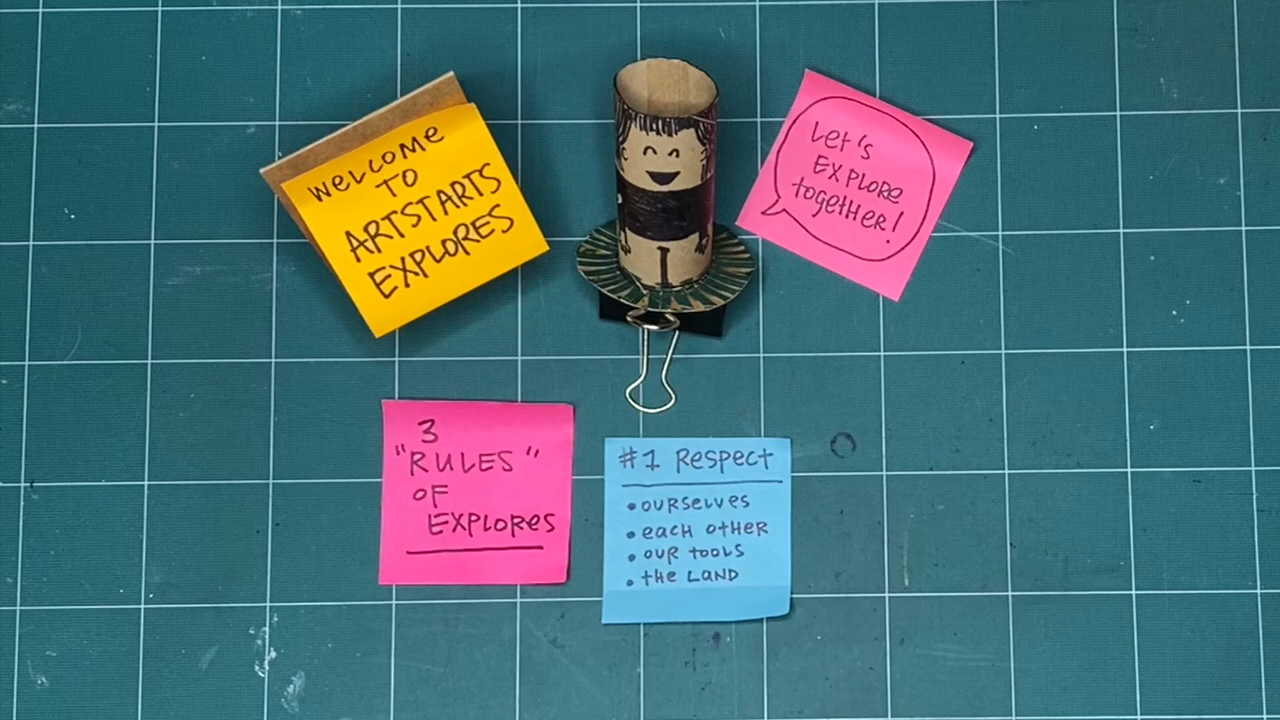 WELCOME
TO
ARTSTARTS
EXPLORES
Let's
EXPLORE
together!
3
"RULES"
OF
EXPLORES
#1 Respect
• OURSELVES
• each other
• our tools
• the LAND